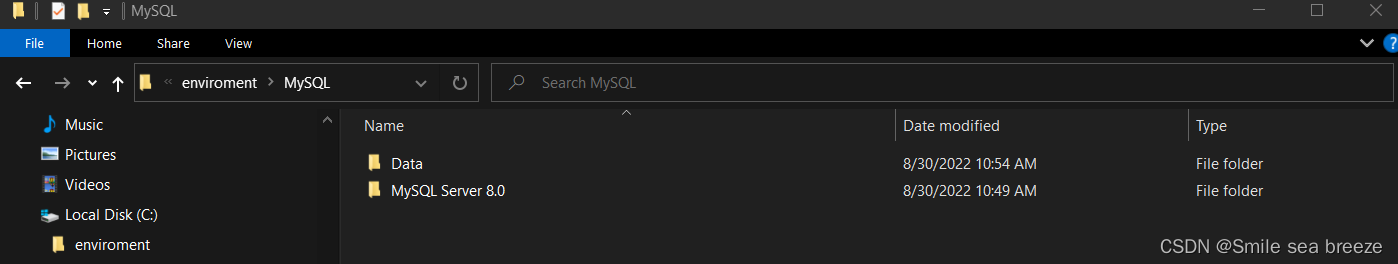 MySQL
File Home Share View
enviroment MySQL Search MySQL
Name Date modified Type
Music
Pictures
Videos
Local Disk (C:)
enviroment
Data 8/30/2022 10:54 AM File folder
MySQL Server 8.0 8/30/2022 10:49 AM File folder
CSDN @Smile sea breeze